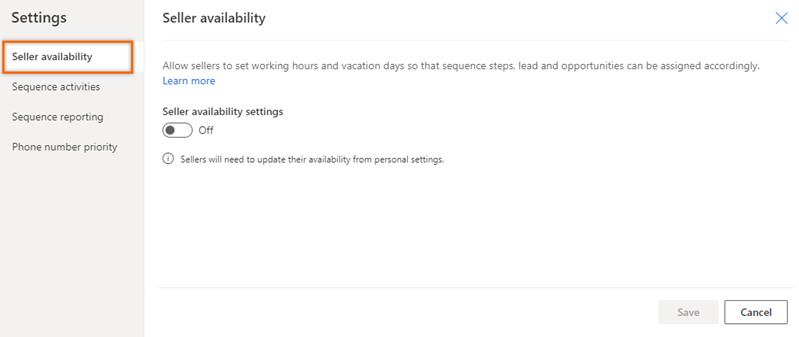 Settings
Seller availability
Sequence activities
Sequence reporting
Phone number priority
Seller availability
Allow sellers to set working hours and vacation days so that sequence steps, lead and opportunities can be assigned accordingly.
Learn more
Seller availability settings
Off
Sellers will need to update their availability from personal settings.
Save
Cancel